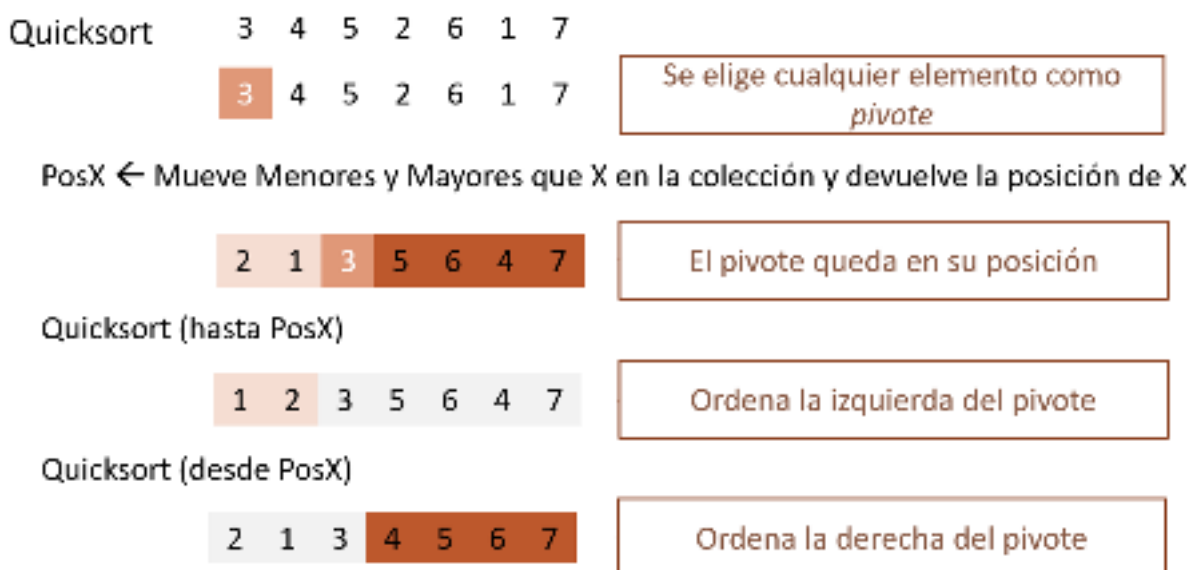 Quicksort 3 4 5 2 6 1 7
3 4 5 2 6 1 7
Se elige cualquier elemento como
pivote
PosX ← Mueve Menores y Mayores que X en la colección y devuelve la posición de X
2 1 3 5 6 4 7
El pivote queda en su posición
Quicksort (hasta PosX)
1 2 3 5 6 4 7
Ordena la izquierda del pivote
Quicksort (desde PosX)
2 1 3 4 5 6 7
Ordena la derecha del pivote